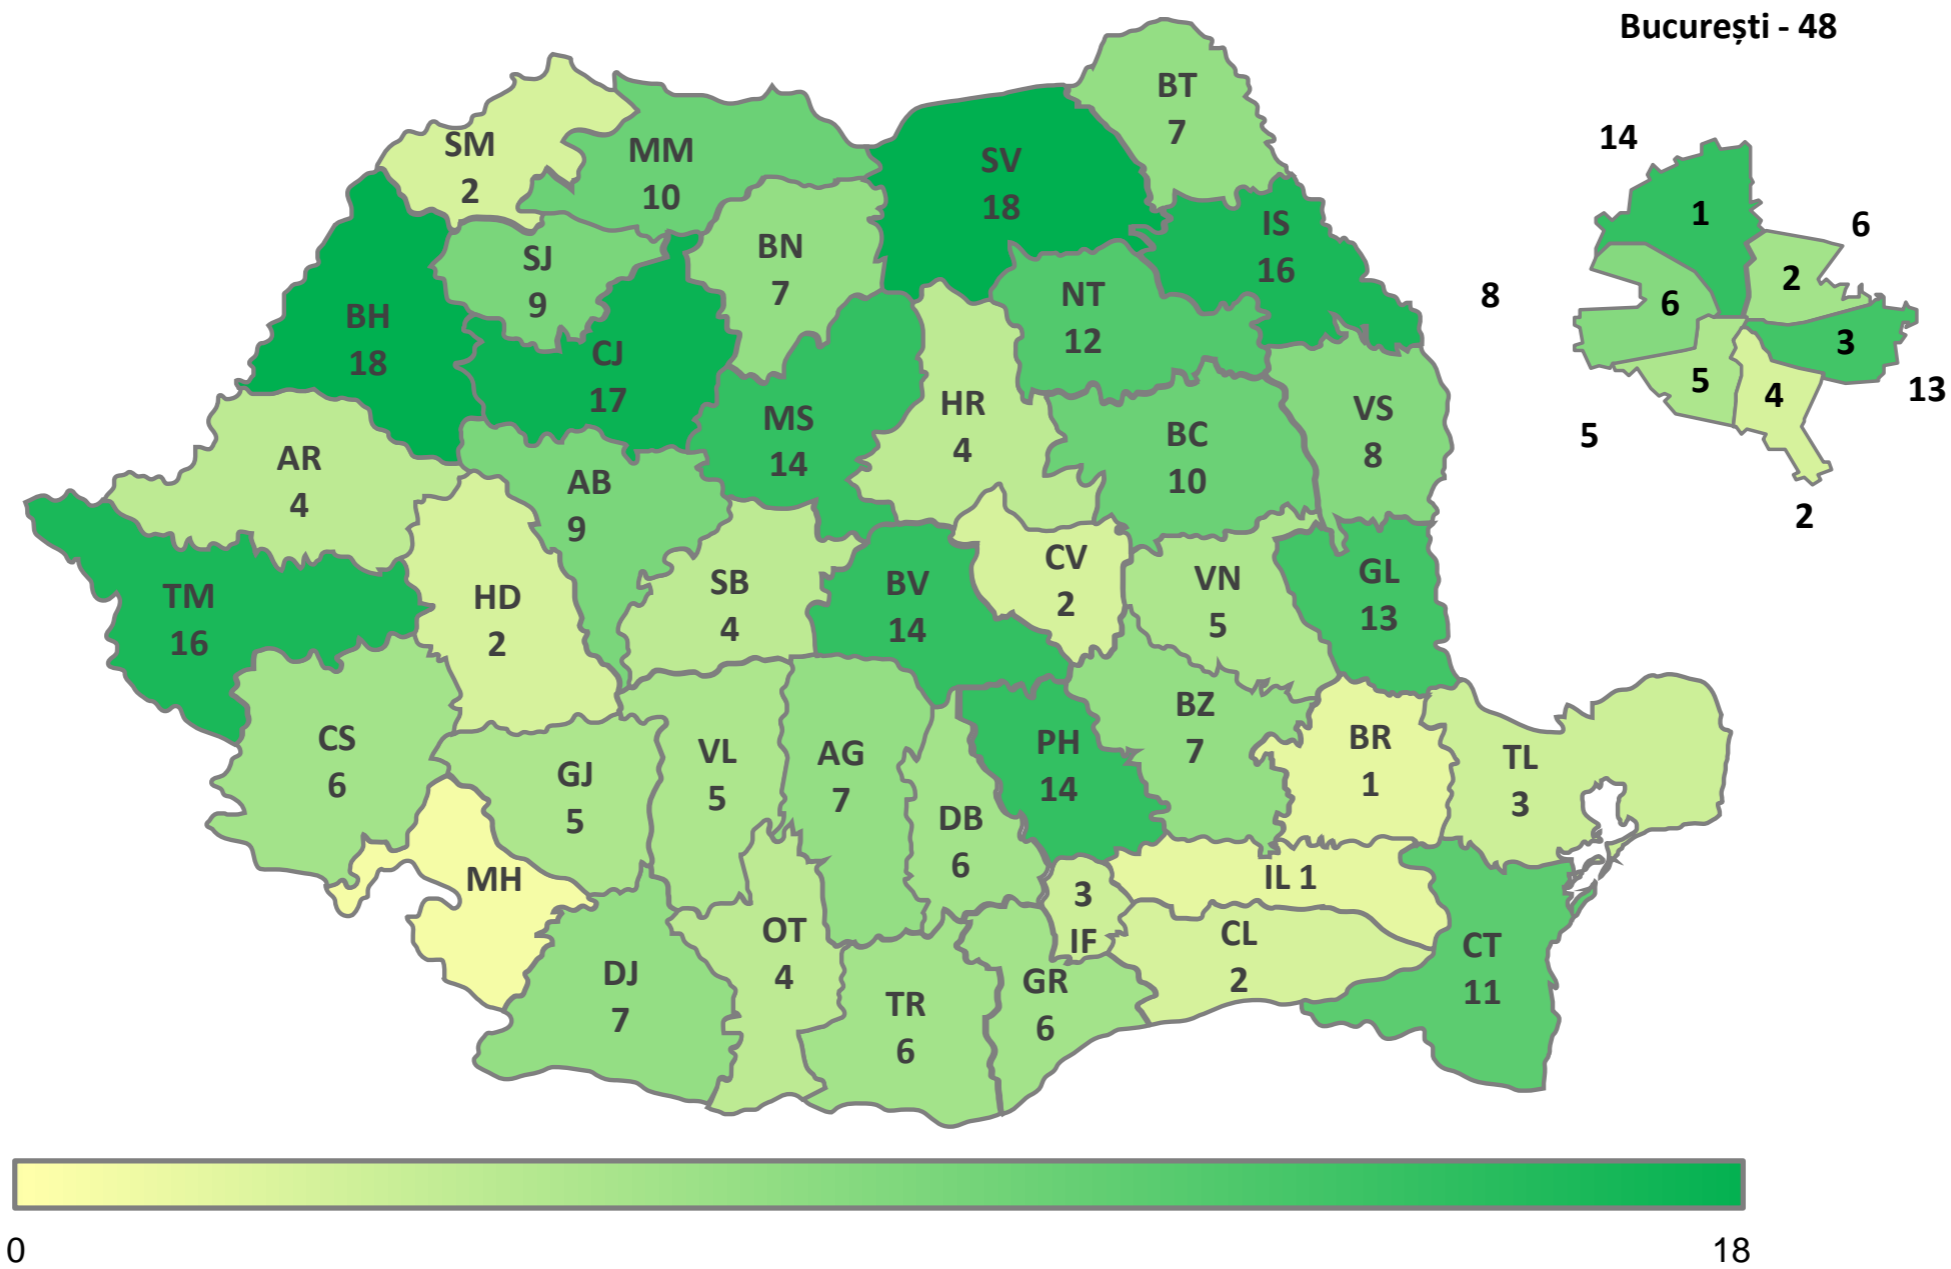 București - 48
BT
7
14
SM
2
MM
10
SV
18
1
6
IS
16
BN
7
SJ
9
2
NT
12
8
6
BH
18
CJ
17
3
13
MS
14
HR
4
5
4
VS
8
BC
10
5
AR
4
AB
9
2
CV
2
GL
13
TM
16
HD
2
SB
4
BV
14
VN
5
CS
6
BZ
7
BR
1
PH
14
VL
5
AG
7
TL
3
GJ
5
DB
6
MH
IL 1
3
IF
OT
4
CL
2
CT
11
DJ
7
GR
6
TR
6
0
18